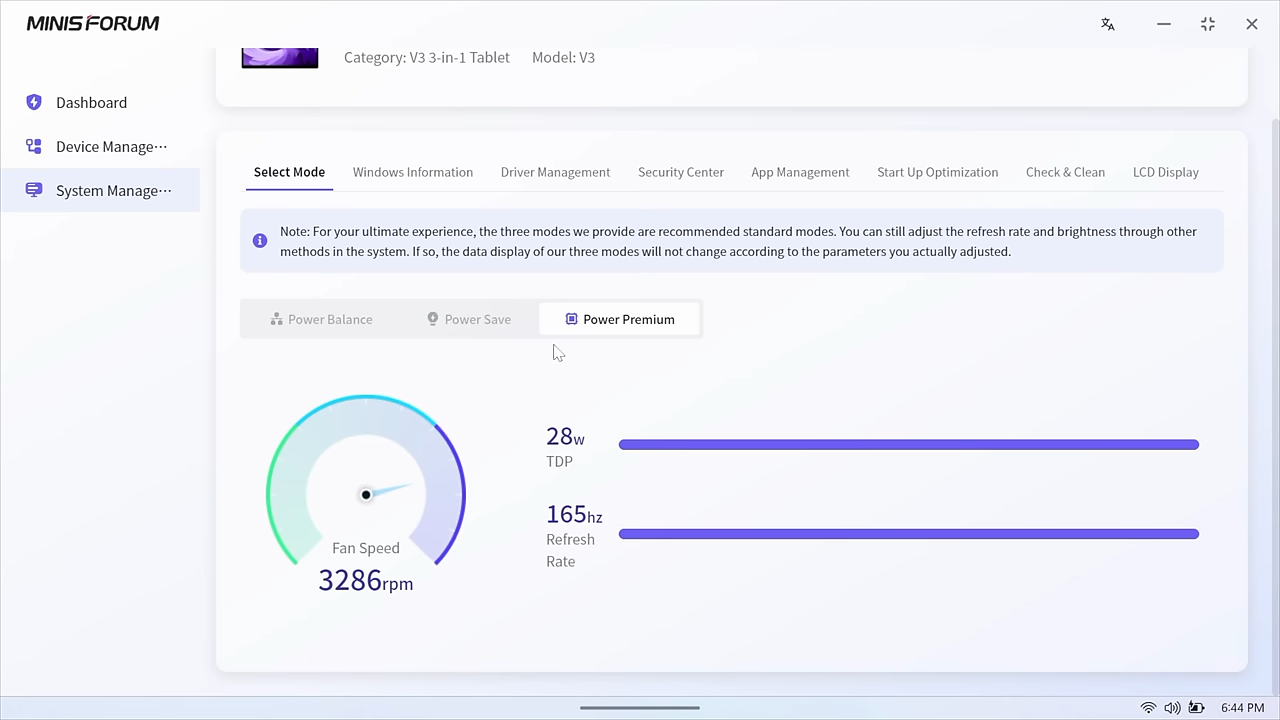 MINISFORUM
Category: V3 3-in-1 Tablet Model: V3
Dashboard
Device Manage···
System Manage···
Select Mode Windows Information Driver Management Security Center App Management Start Up Optimization Check & Clean LCD Display
Note: For your ultimate experience, the three modes we provide are recommended standard modes. You can still adjust the refresh rate and brightness through other
methods in the system. If so, the data display of our three modes will not change according to the parameters you actually adjusted.
Power Balance Power Save Power Premium
28w
TDP
165hz
Refresh
Rate
Fan Speed
3286rpm
6:44 PM